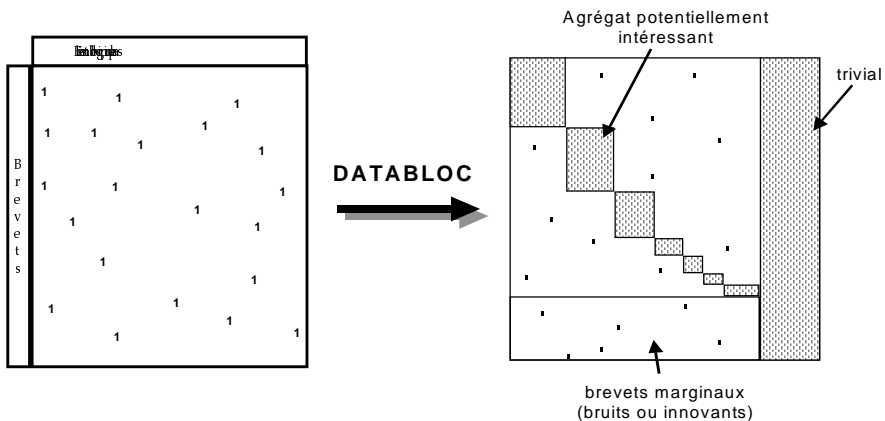 Brevets
1 1 1
1 1 1
1 1
1 1 1
1 1 1
1 1
1 1 1
1 1
DATABLOC
Agrégat potentiellement
intéressant
trivial
brevets marginaux
(bruits ou innovants)